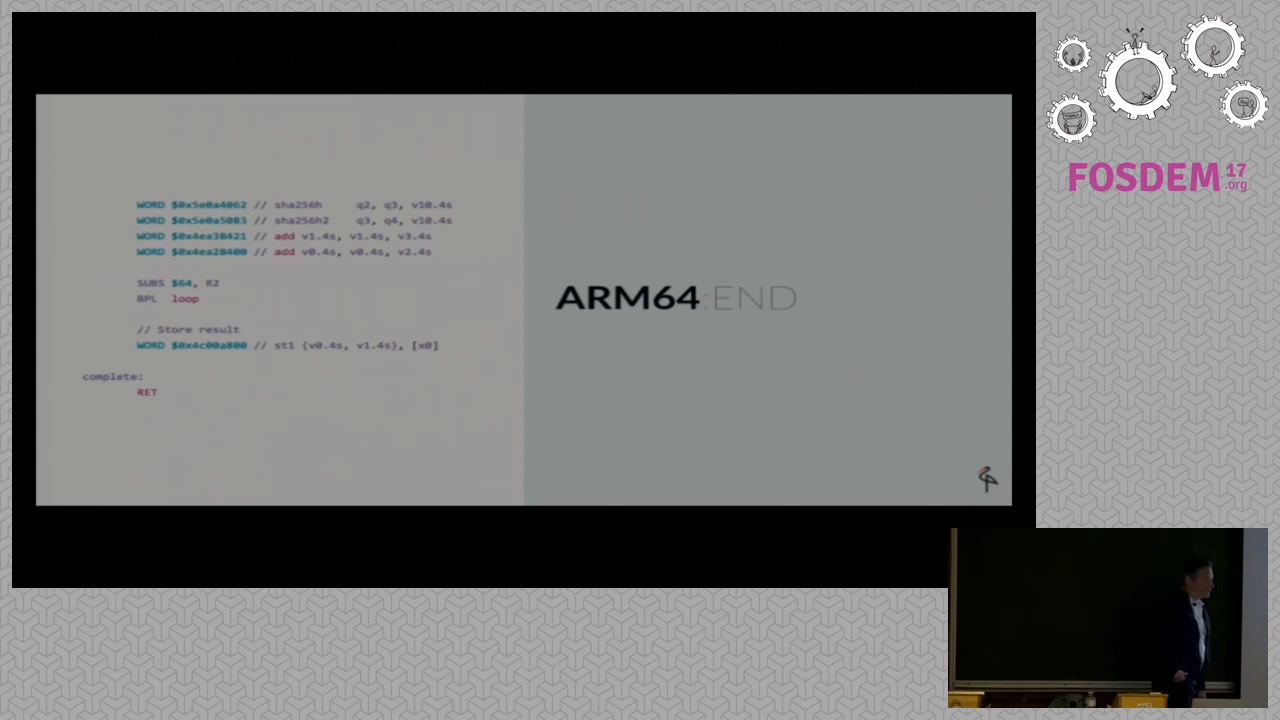 WORD $0x5e0a4062 // sha256h q2, q3, v10.4s
WORD $0x5e0a5083 // sha256h2 q3, q4, v10.4s
WORD $0x4ea38421 // add v1.4s, v1.4s, v3.4s
WORD $0x4ea28400 // add v0.4s, v0.4s, v2.4s
SUBS $64, R2
BPL loop
// Store result
WORD $0x4c00a800 // st1 {v0.4s, v1.4s}, [x0]
complete:
RET
ARM64:END
FOSDEM 17
.org